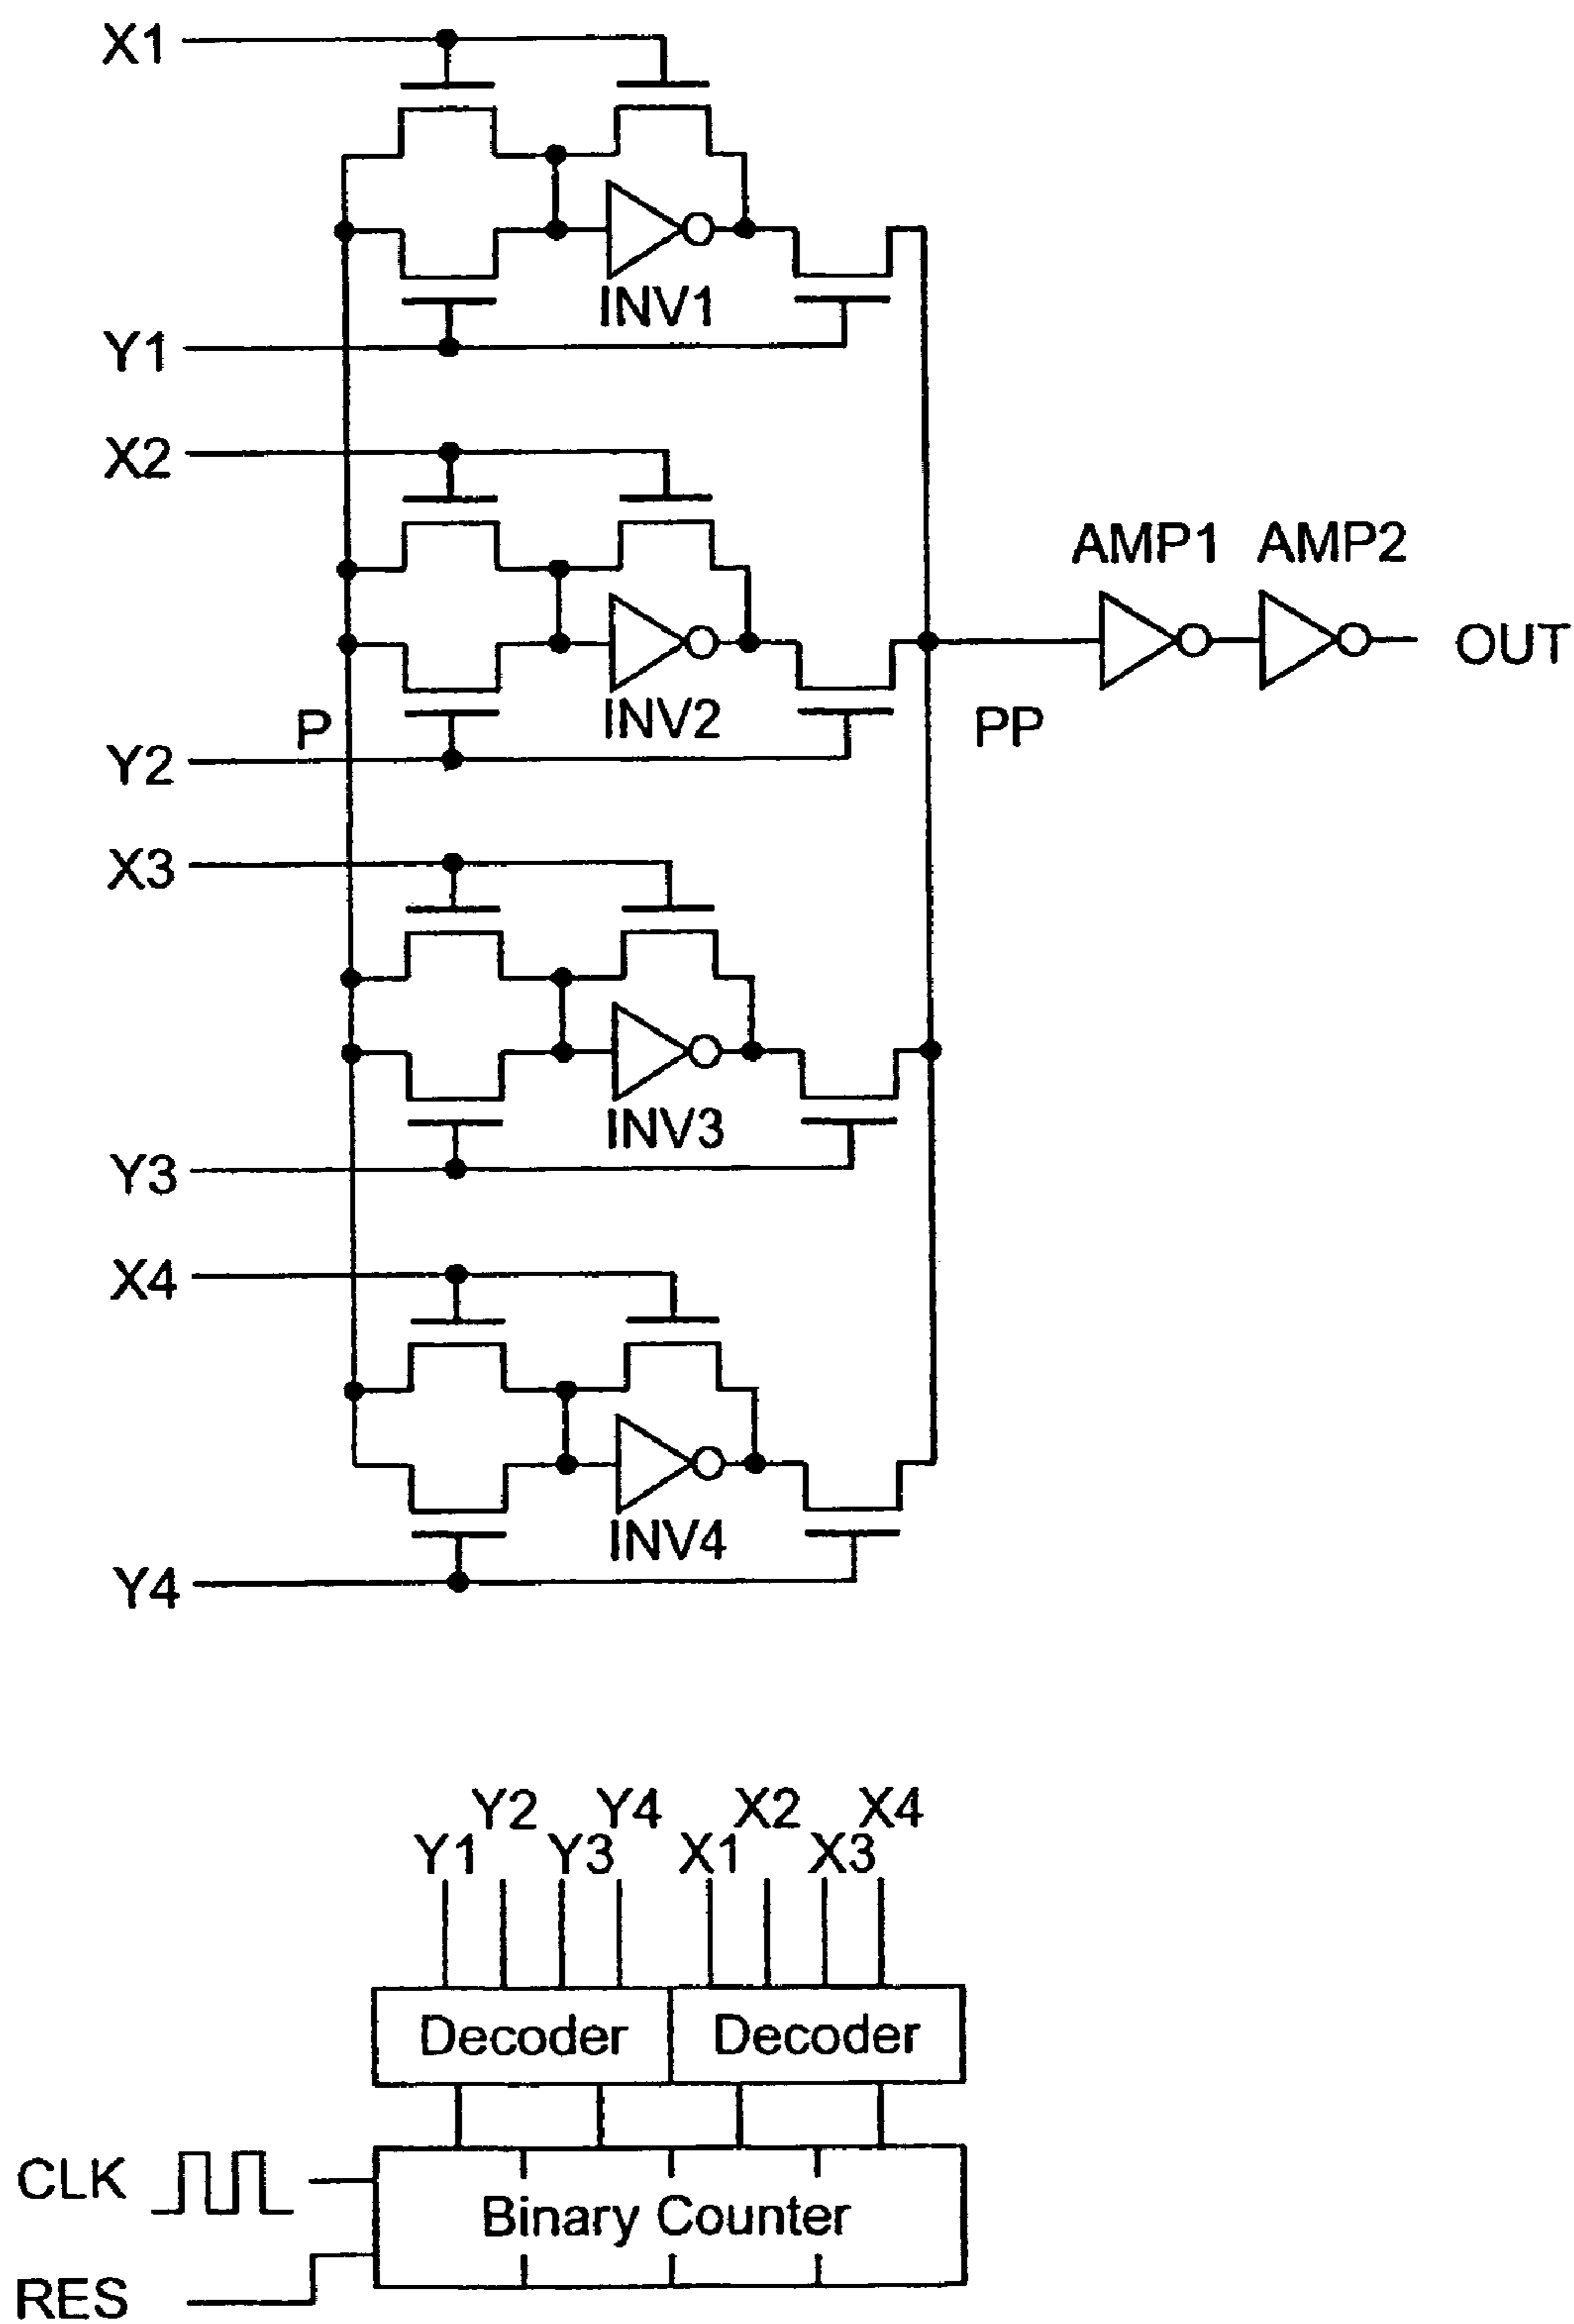 X1
INV1
Y1
X2
AMP1 AMP2
OUT
INV2
P
PP
Y2
X3
INV3
Y3
X4
INV4
Y4
Y2 Y4 X2 X4
Y1 Y3 X1 X3
Decoder Decoder
CLK
Binary Counter
RES